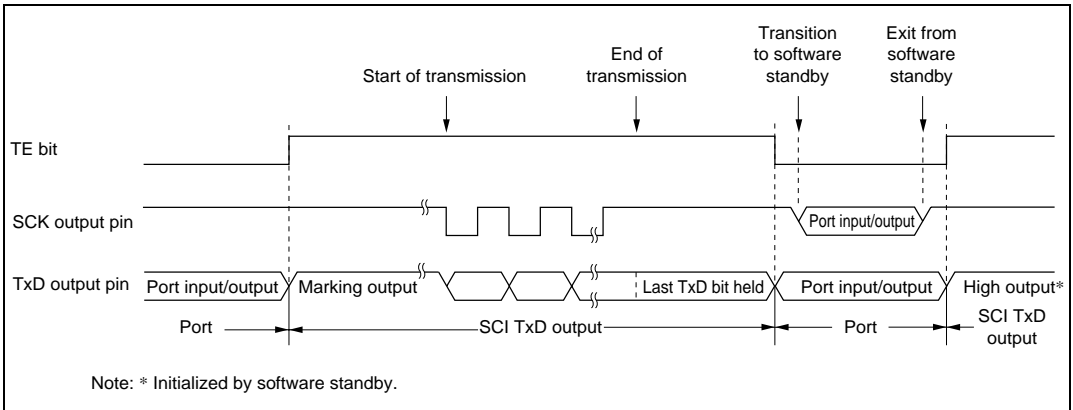 Start of transmission
End of
transmission
Transition
to software
standby
Exit from
software
standby
TE bit
SCK output pin
Port input/output
TxD output pin
Port input/output
Marking output
Last TxD bit held
Port input/output
High output*
Port
SCI TxD output
Port
SCI TxD
output
Note: * Initialized by software standby.